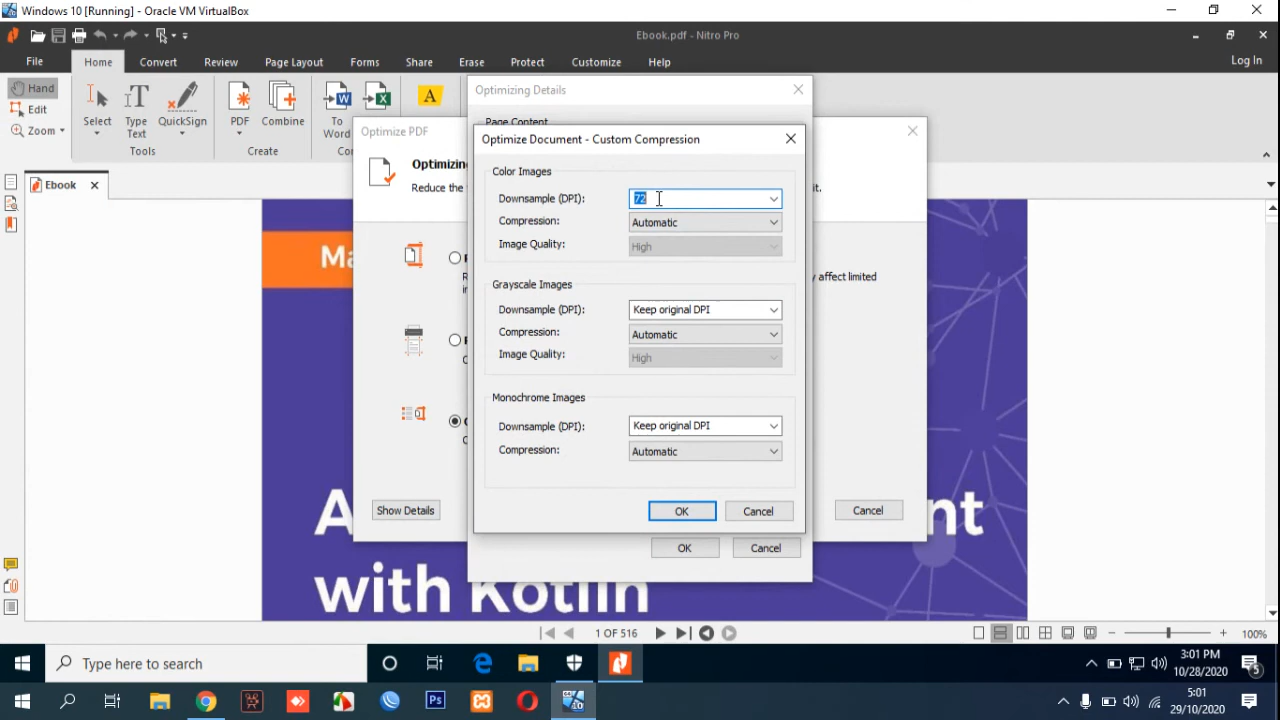 Windows 10 [Running] - Oracle VM VirtualBox
Ebook.pdf - Nitro Pro
File Home Convert Review Page Layout Forms Share Erase Protect Customize Help Log In
Hand
Edit
Zoom
Select
Type
Text
QuickSign
PDF
Combine
To
Word
Tools
Create
Ebook
Optimizing Details
Page Content
Optimize PDF
Optimizing
Reduce the
it.
y affect limited
Show Details
Cancel
Optimize Document - Custom Compression
Color Images
Downsample (DPI): 72
Compression: Automatic
Image Quality: High
Grayscale Images
Downsample (DPI): Keep original DPI
Compression: Automatic
Image Quality: High
Monochrome Images
Downsample (DPI): Keep original DPI
Compression: Automatic
OK Cancel
OK Cancel
Ma
A
nt
with Kotlin
1 OF 516
100%
Type here to search
3:01 PM
10/28/2020
5
5:01
29/10/2020